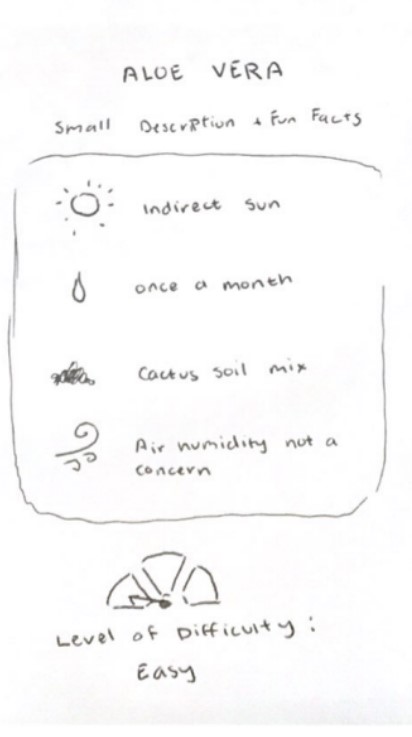 ALOE VERA
Small Description + Fun Facts
Indirect sun
once a month
Cactus soil mix
Air humidity not a
concern
Level of Difficulty:
Easy